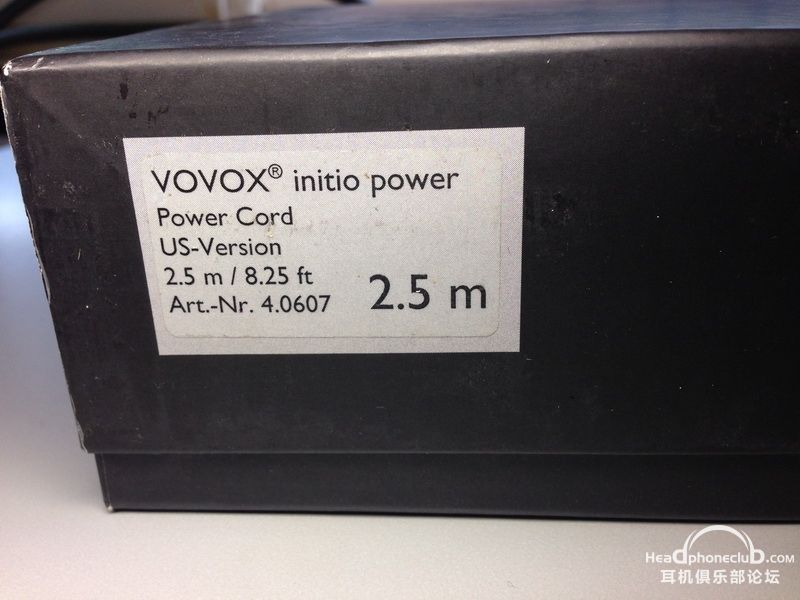 VOVOX® initio power
Power Cord
US-Version
2.5 m / 8.25 ft
Art.-Nr. 4.0607
2.5 m
Headphoneclub.com
耳机俱乐部论坛